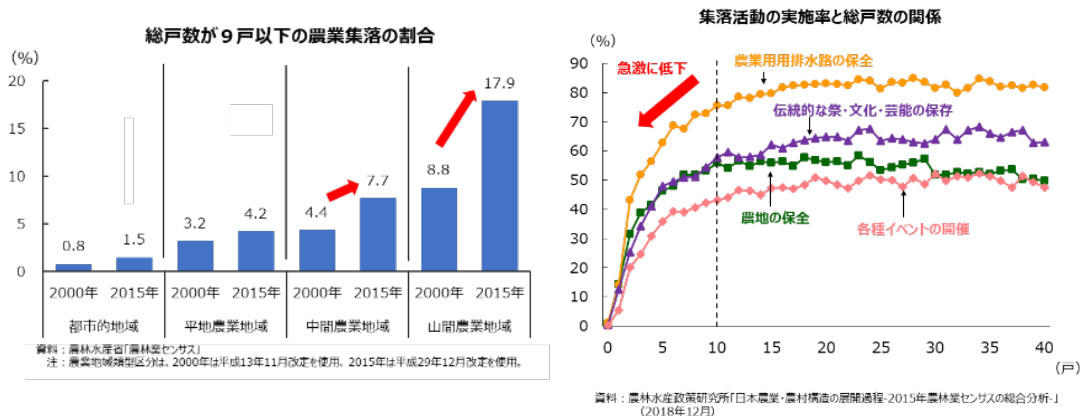 総戸数が９戸以下の農業集落の割合
(%)
20
15
10
5
0
0.8
1.5
3.2
4.2
4.4
7.7
8.8
17.9
2000年 2015年 2000年 2015年 2000年 2015年 2000年 2015年
都市的地域 平地農業地域 中間農業地域 山間農業地域
資料：農林水産省「農林業センサス」
注：農業地域類型区分は、2000年は平成13年11月改定を使用、2015年は平成29年12月改定を使用。
集落活動の実施率と総戸数の関係
(%)
90
80
70
60
50
40
30
20
10
0
急激に低下
農業用用排水路の保全
伝統的な祭・文化・芸能の保存
農地の保全
各種イベントの開催
0 5 10 15 20 25 30 35 40
(戸)
資料：農林水産政策研究所「日本農業・農村構造の展開過程-2015年農林業センサスの総合分析-」
（2018年12月）